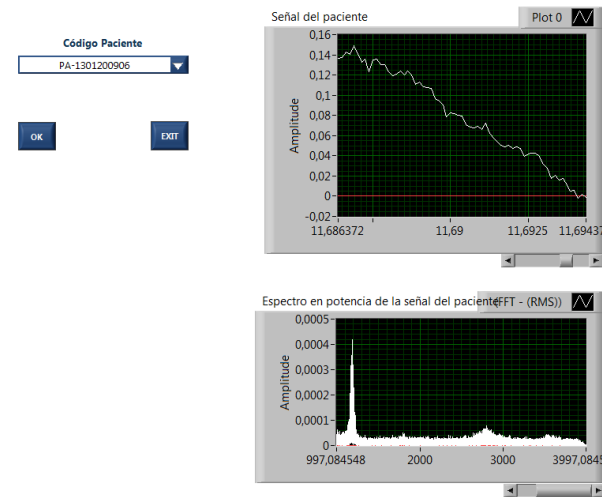 Código Paciente
PA-1301200906
OK
EXIT
Señal del paciente
Plot 0
0,16
0,14
0,12
0,1
0,08
0,06
0,04
0,02
0
-0,02
Amplitude
11,686372
11,69
11,6925
11,69437
Espectro en potencia de la señal del paciente
(FFT - (RMS))
0,0005
0,0004
0,0003
0,0002
0,0001
0
Amplitude
997,084548
2000
3000
3997,0845